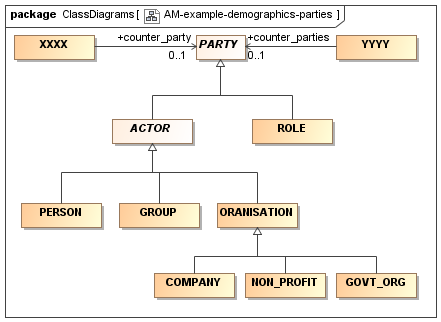 package ClassDiagrams [ AM-example-demographics-parties ]
XXXX +counter_party PARTY +counter_parties YYYY
0..1 0..1
ACTOR ROLE
PERSON GROUP ORANISATION
COMPANY NON_PROFIT GOVT_ORG